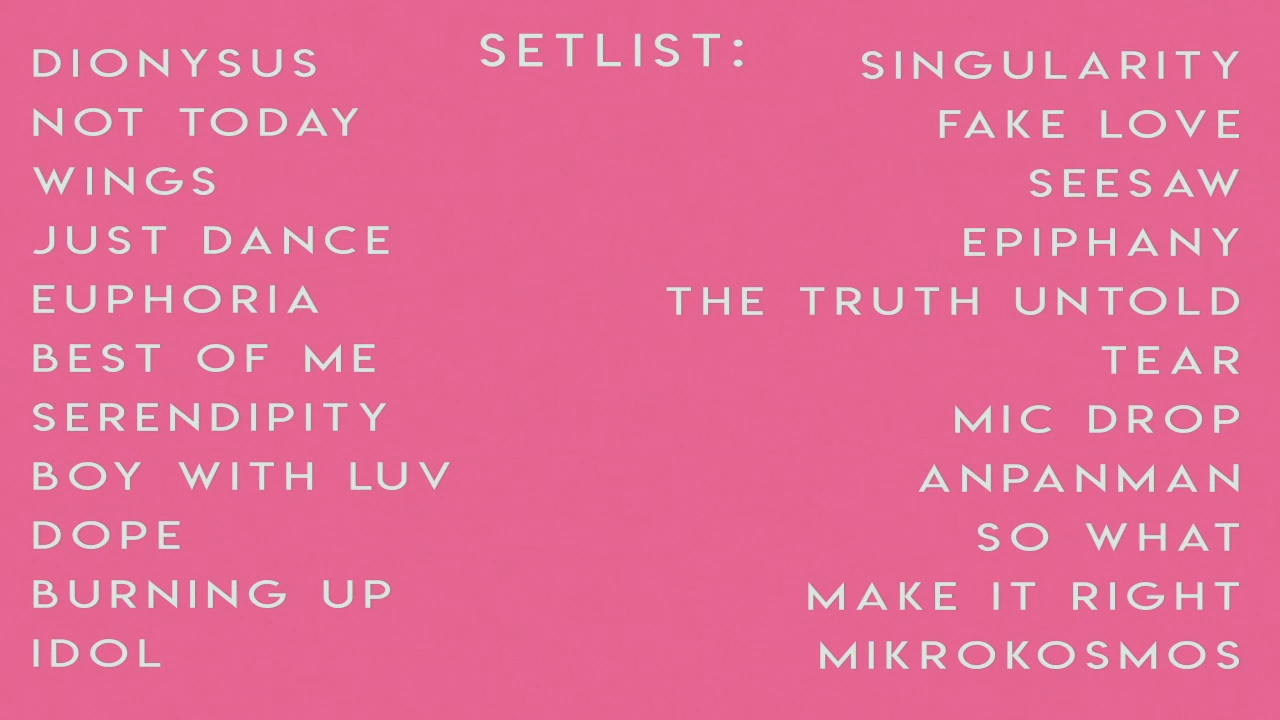 SETLIST:
DIONYSUS
NOT TODAY
WINGS
JUST DANCE
EUPHORIA
BEST OF ME
SERENDIPITY
BOY WITH LUV
DOPE
BURNING UP
IDOL
SINGULARITY
FAKE LOVE
SEESAW
EPIPHANY
THE TRUTH UNTOLD
TEAR
MIC DROP
ANPANMAN
SO WHAT
MAKE IT RIGHT
MIKROKOSMOS